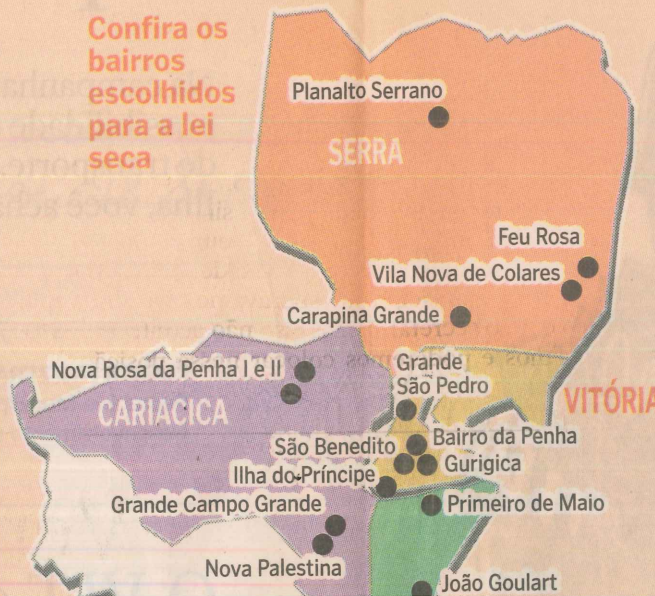 Confira os
bairros
escolhidos
para a lei
seca
Planalto Serrano
SERRA
Feu Rosa
Vila Nova de Colares
Carapina Grande
Nova Rosa da Penha I e II
CARIACICA
Grande
São Pedro
VITÓRIA
São Benedito
Bairro da Penha
Gurigica
Ilha do Príncipe
Grande Campo Grande
Primeiro de Maio
Nova Palestina
João Goulart